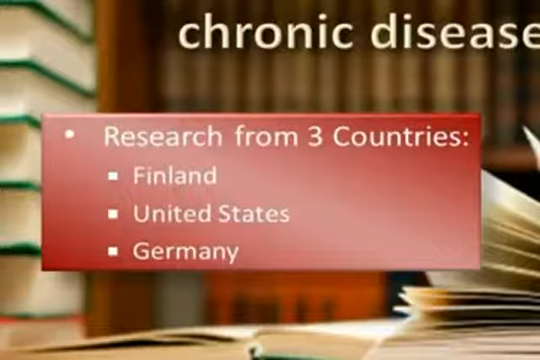 chronic disease
• Research from 3 Countries:
▪ Finland
▪ United States
▪ Germany